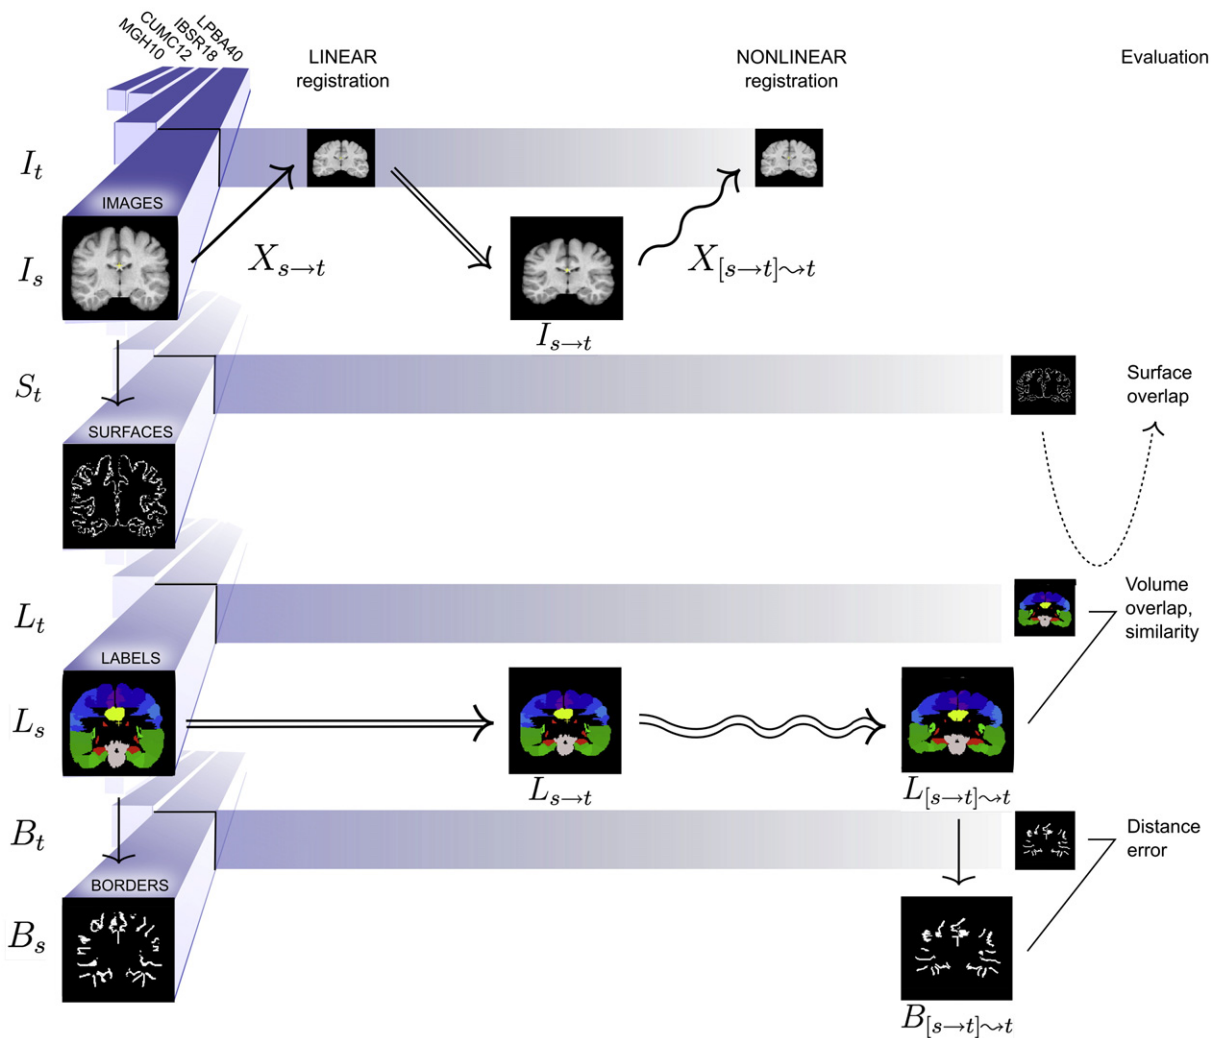 MGH10
CUMC12
IBSR18
LPBA40
LINEAR
registration
NONLINEAR
registration
Evaluation
I_t
IMAGES
I_s
X_{s→t}
X_{[s→t]⤳t}
I_{s→t}
S_t
Surface
overlap
SURFACES
L_t
Volume
overlap,
similarity
LABELS
L_s
L_{s→t}
L_{[s→t]⤳t}
B_t
Distance
error
BORDERS
B_s
B_{[s→t]⤳t}